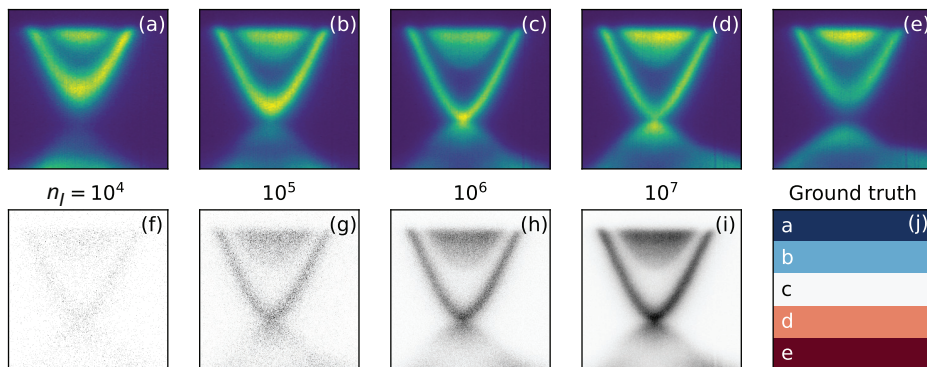 (a) (b) (c) (d) (e)
n_I = 10^4 10^5 10^6 10^7 Ground truth
(f) (g) (h) (i) (j)
a
b
c
d
e